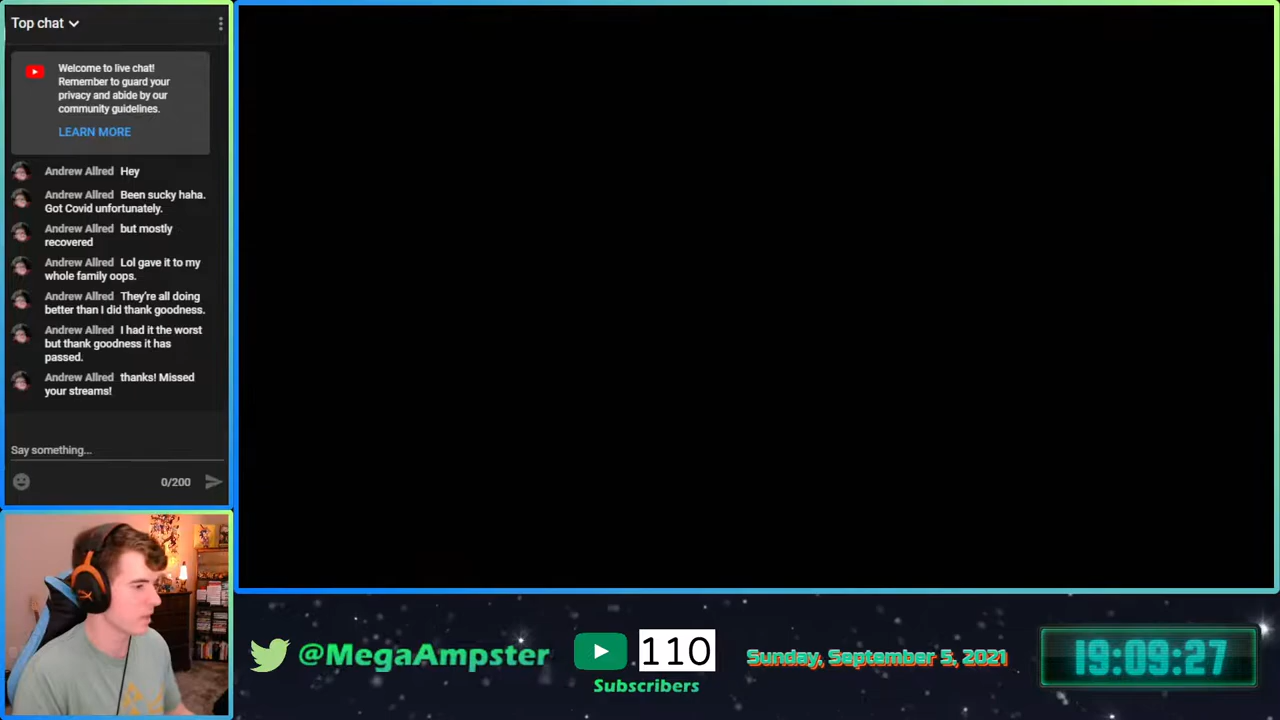 Top chat
Welcome to live chat!
Remember to guard your
privacy and abide by our
community guidelines.
LEARN MORE
Andrew Allred Hey
Andrew Allred Been sucky haha.
Got Covid unfortunately.
Andrew Allred but mostly
recovered
Andrew Allred Lol gave it to my
whole family oops.
Andrew Allred They're all doing
better than I did thank goodness.
Andrew Allred I had it the worst
but thank goodness it has
passed.
Andrew Allred thanks! Missed
your streams!
Say something...
0/200
@MegaAmpster
110
Subscribers
Sunday, September 5, 2021
19:09:27